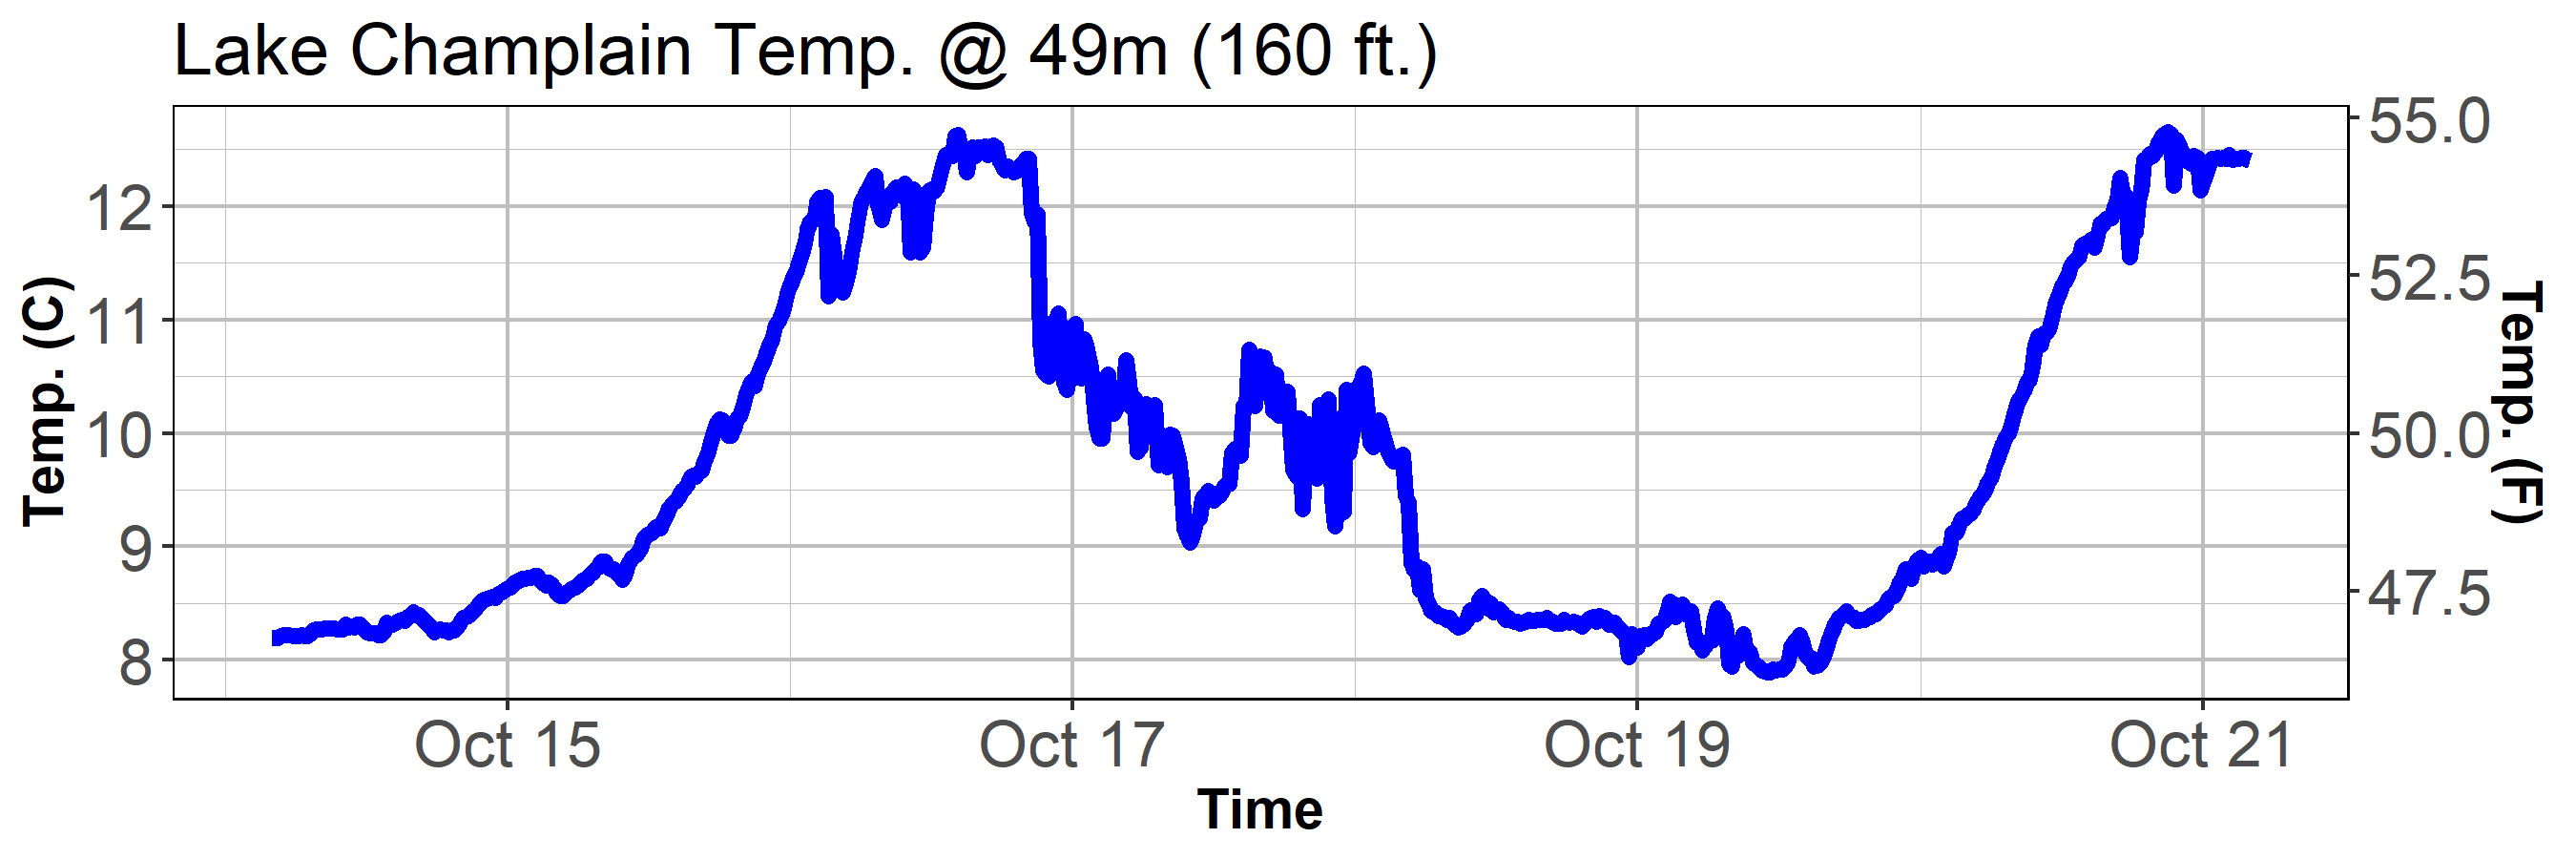 Lake Champlain Temp. @ 49m (160 ft.)
Temp. (C)
12
11
10
9
8
55.0
52.5
50.0
47.5
Temp. (F)
Oct 15 Oct 17 Oct 19 Oct 21
Time